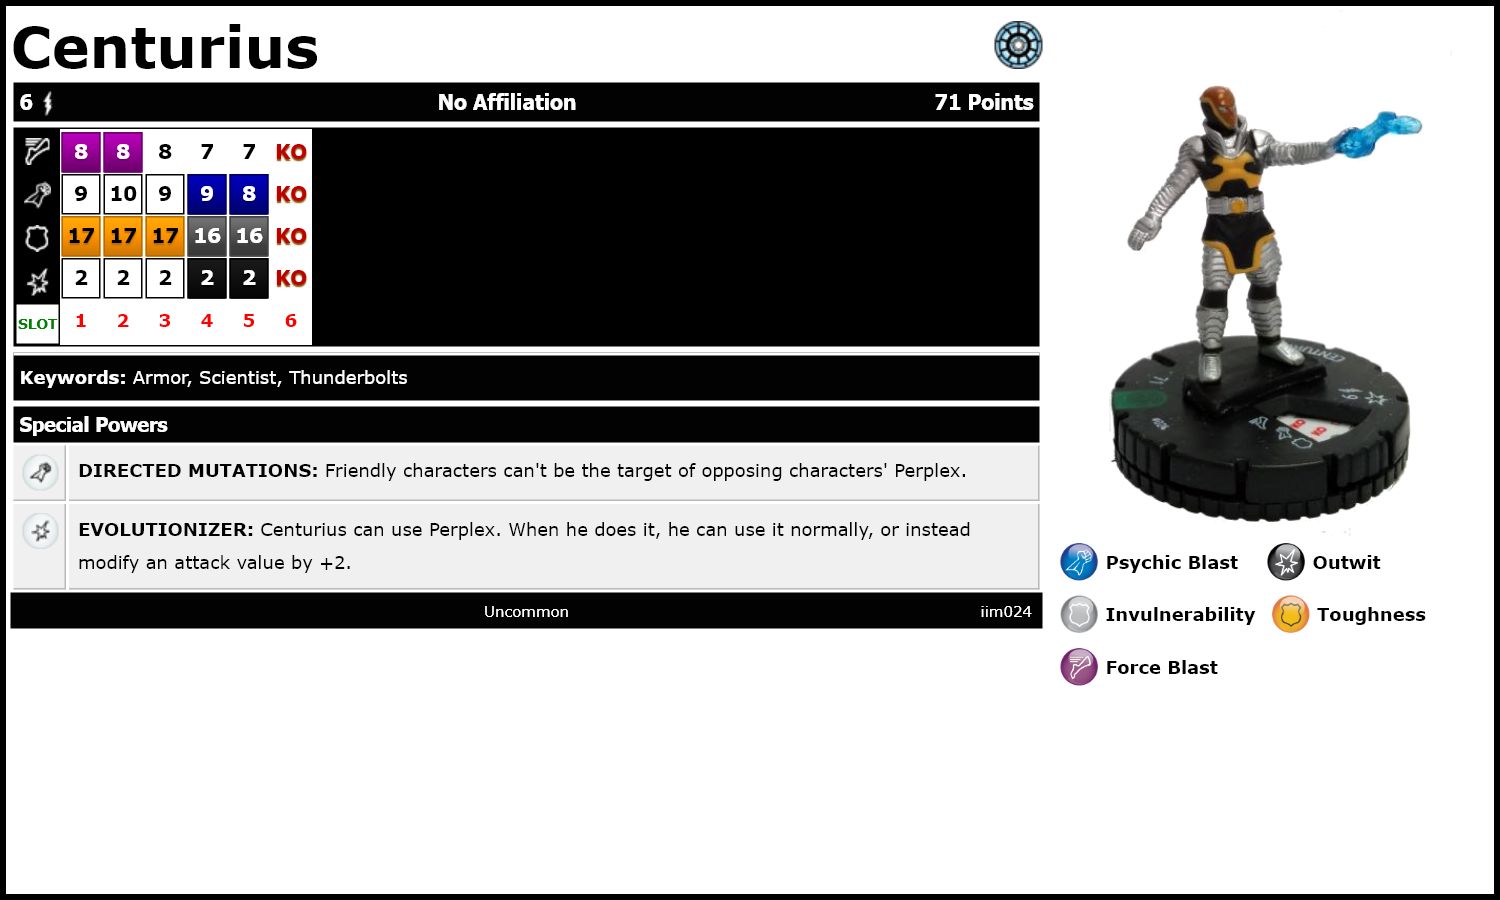 Centurius
6 No Affiliation 71 Points
8 8 8 7 7 KO
9 10 9 9 8 KO
17 17 17 16 16 KO
2 2 2 2 2 KO
SLOT 1 2 3 4 5 6
Keywords: Armor, Scientist, Thunderbolts
Special Powers
DIRECTED MUTATIONS: Friendly characters can't be the target of opposing characters' Perplex.
EVOLUTIONIZER: Centurius can use Perplex. When he does it, he can use it normally, or instead
modify an attack value by +2.
Uncommon iim024
71
6
Psychic Blast Outwit
Invulnerability Toughness
Force Blast